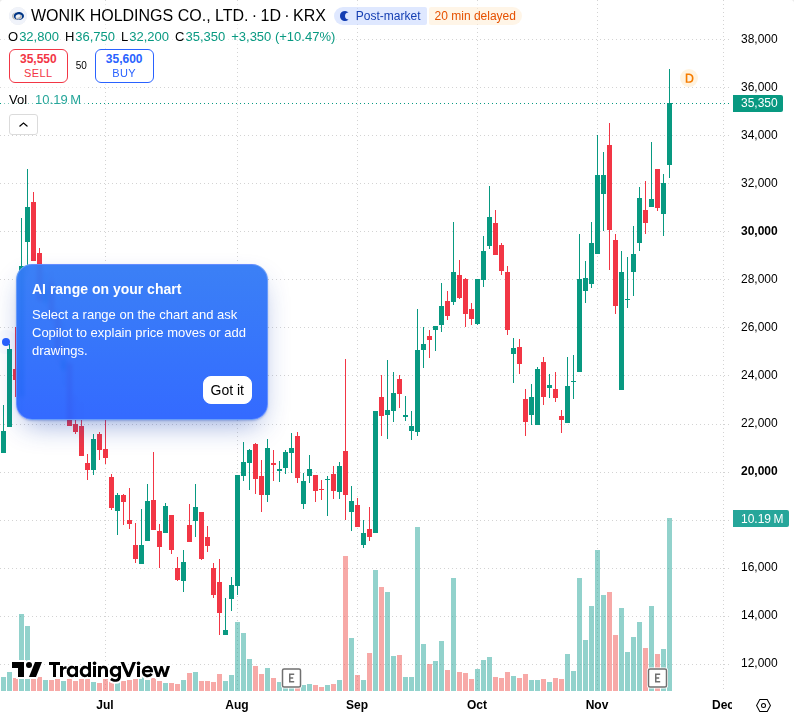 WONIK HOLDINGS CO., LTD. · 1D · KRX Post-market 20 min delayed
O32,800 H36,750 L32,200 C35,350 +3,350 (+10.47%)
35,550
SELL
50
35,600
BUY
Vol 10.19 M
AI range on your chart
Select a range on the chart and ask
Copilot to explain price moves or add
drawings.
Got it
D
38,000
36,000
35,350
34,000
32,000
30,000
28,000
26,000
24,000
22,000
20,000
10.19 M
16,000
14,000
12,000
E
E
TradingView
Jul Aug Sep Oct Nov Dec